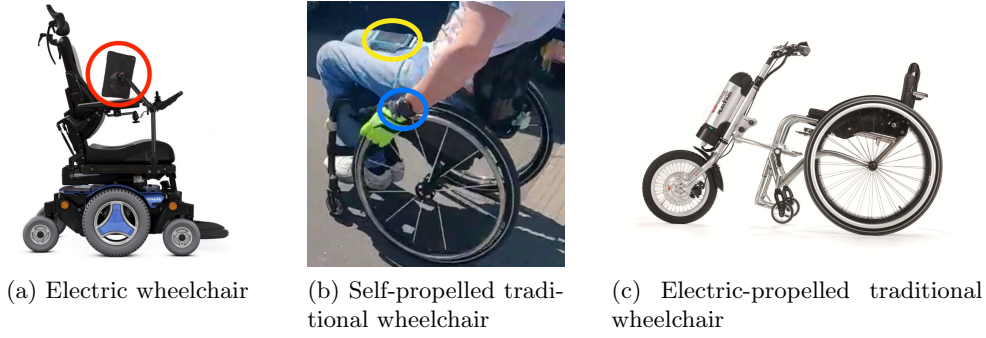 (a) Electric wheelchair
(b) Self-propelled tradi-
tional wheelchair
(c) Electric-propelled traditional
wheelchair